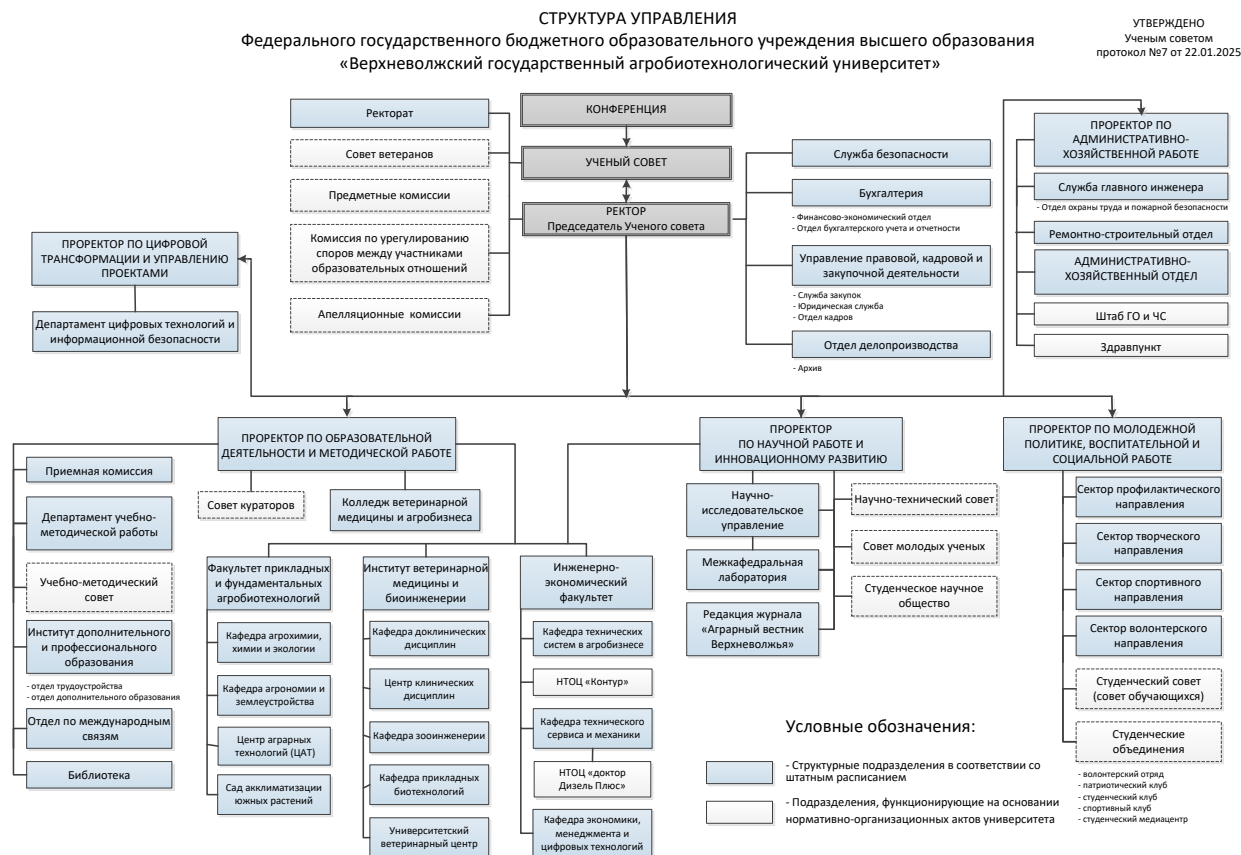 СТРУКТУРА УПРАВЛЕНИЯ
Федерального государственного бюджетного образовательного учреждения высшего образования
«Верхневолжский государственный агробиотехнологический университет»
УТВЕРЖДЕНО
Ученым советом
протокол №7 от 22.01.2025
КОНФЕРЕНЦИЯ
УЧЕНЫЙ СОВЕТ
РЕКТОР
Председатель Ученого совета
Ректорат
Совет ветеранов
Предметные комиссии
Комиссия по урегулированию
споров между участниками
образовательных отношений
Апелляционные комиссии
ПРОРЕКТОР ПО ЦИФРОВОЙ
ТРАНСФОРМАЦИИ И УПРАВЛЕНИЮ
ПРОЕКТАМИ
Департамент цифровых технологий и
информационной безопасности
Служба безопасности
Бухгалтерия
- Финансово-экономический отдел
- Отдел бухгалтерского учета и отчетности
Управление правовой, кадровой и
закупочной деятельности
- Служба закупок
- Юридическая служба
- Отдел кадров
Отдел делопроизводства
- Архив
ПРОРЕКТОР ПО
АДМИНИСТРАТИВНО-
ХОЗЯЙСТВЕННОЙ РАБОТЕ
Служба главного инженера
- Отдел охраны труда и пожарной безопасности
Ремонтно-строительный отдел
АДМИНИСТРАТИВНО-
ХОЗЯЙСТВЕННЫЙ ОТДЕЛ
Штаб ГО и ЧС
Здравпункт
ПРОРЕКТОР ПО ОБРАЗОВАТЕЛЬНОЙ
ДЕЯТЕЛЬНОСТИ И МЕТОДИЧЕСКОЙ РАБОТЕ
Приемная комиссия
Департамент учебно-
методической работы
Учебно-методический
совет
Институт дополнительного
и профессионального
образования
- отдел трудоустройства
- отдел дополнительного образования
Отдел по международным
связям
Библиотека
Совет кураторов
Колледж ветеринарной
медицины и агробизнеса
Факультет прикладных
и фундаментальных
агробиотехнологий
Кафедра агрохимии,
химии и экологии
Кафедра агрономии и
землеустройства
Центр аграрных
технологий (ЦАТ)
Сад акклиматизации
южных растений
Институт ветеринарной
медицины и
биоинженерии
Кафедра доклинических
дисциплин
Центр клинических
дисциплин
Кафедра зооинженерии
Кафедра прикладных
биотехнологий
Университетский
ветеринарный центр
Инженерно-
экономический
факультет
Кафедра технических
систем в агробизнесе
НТОЦ «Контур»
Кафедра технического
сервиса и механики
НТОЦ «доктор
Дизель Плюс»
Кафедра экономики,
менеджмента и
цифровых технологий
ПРОРЕКТОР
ПО НАУЧНОЙ РАБОТЕ И
ИННОВАЦИОННОМУ РАЗВИТИЮ
Научно-
исследовательское
управление
Межкафедральная
лаборатория
Редакция журнала
«Аграрный вестник
Верхневолжья»
Научно-технический совет
Совет молодых ученых
Студенческое научное
общество
ПРОРЕКТОР ПО МОЛОДЕЖНОЙ
ПОЛИТИКЕ, ВОСПИТАТЕЛЬНОЙ И
СОЦИАЛЬНОЙ РАБОТЕ
Сектор профилактического
направления
Сектор творческого
направления
Сектор спортивного
направления
Сектор волонтерского
направления
Студенческий совет
(совет обучающихся)
Студенческие
объединения
- волонтерский отряд
- патриотический клуб
- студенческий клуб
- спортивный клуб
- студенческий медиацентр
Условные обозначения:
- Структурные подразделения в соответствии со
штатным расписанием
- Подразделения, функционирующие на основании
нормативно-организационных актов университета